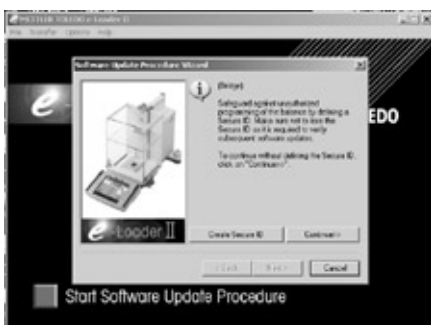 METTLER TOLEDO e-Loader II
Transfer Options Help
Software Update Procedure Wizard
(Bridge)
Safeguard against unauthorized
programming of the balance by defining a
Secure ID. Make sure not to lose the
Secure ID as it is required to verify
subsequent software updates.
To continue without defining the Secure ID,
click on "Continue>>".
e-Loader II
Create Secure ID
Continue>>
< Back
Next >
Cancel
e-
EDO
Start Software Update Procedure